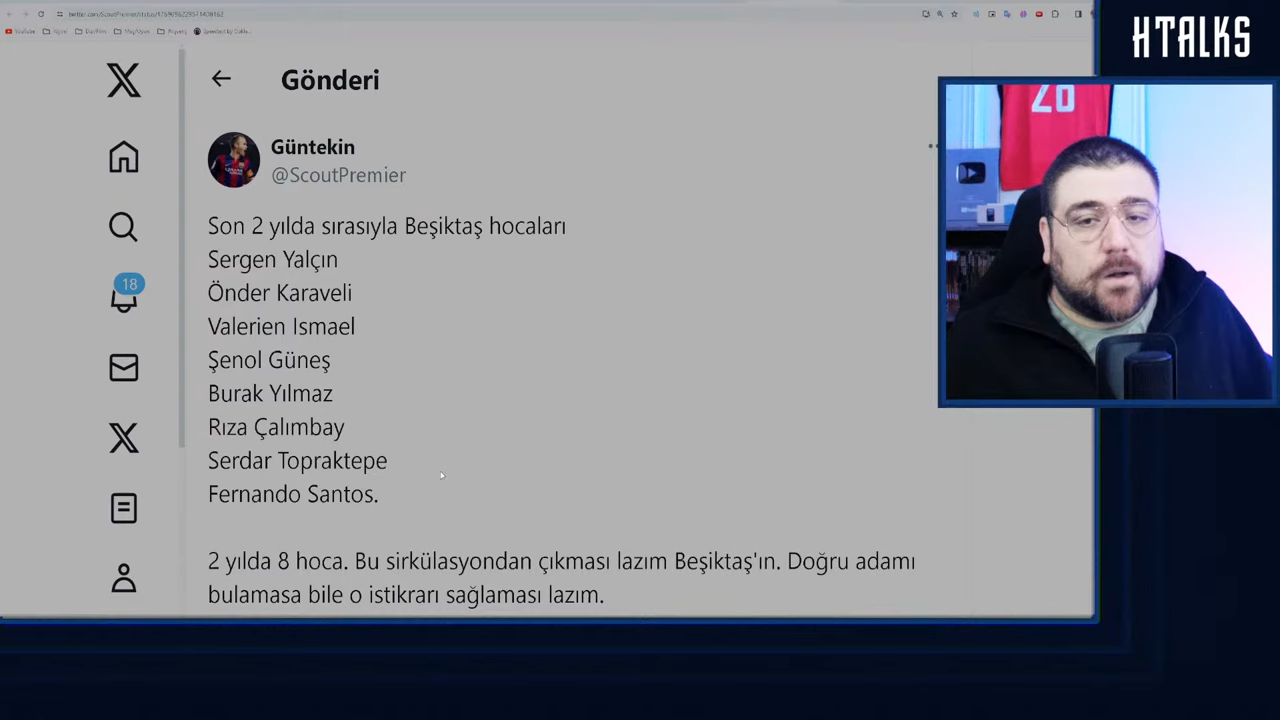 HTALKS
YouTube
28
Gönderi
Güntekin
@ScoutPremier
18
Son 2 yılda sırasıyla Beşiktaş hocaları
Sergen Yalçın
Önder Karaveli
Valerien Ismael
Şenol Güneş
Burak Yılmaz
Rıza Çalımbay
Serdar Topraktepe
Fernando Santos.
2 yılda 8 hoca. Bu sirkülasyondan çıkması lazım Beşiktaş'ın. Doğru adamı
bulamasa bile o istikrarı sağlaması lazım.